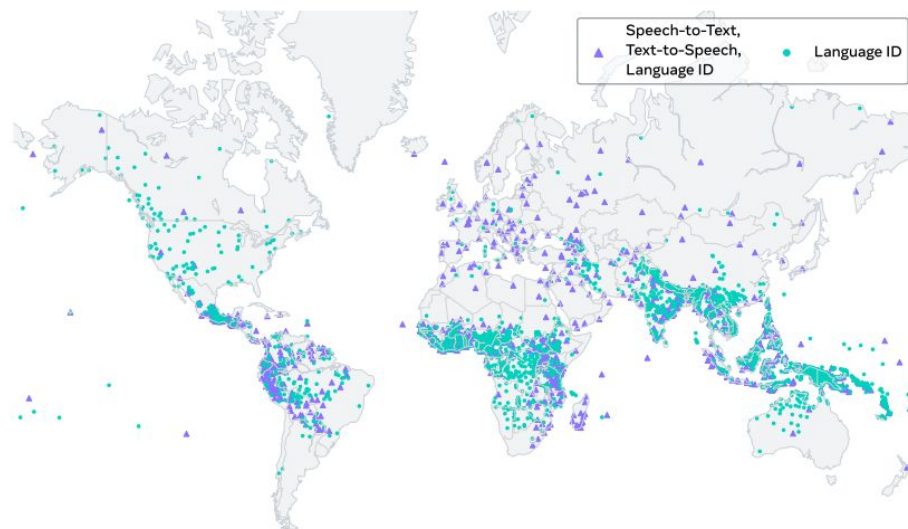 Speech-to-Text,
Text-to-Speech,
Language ID
Language ID